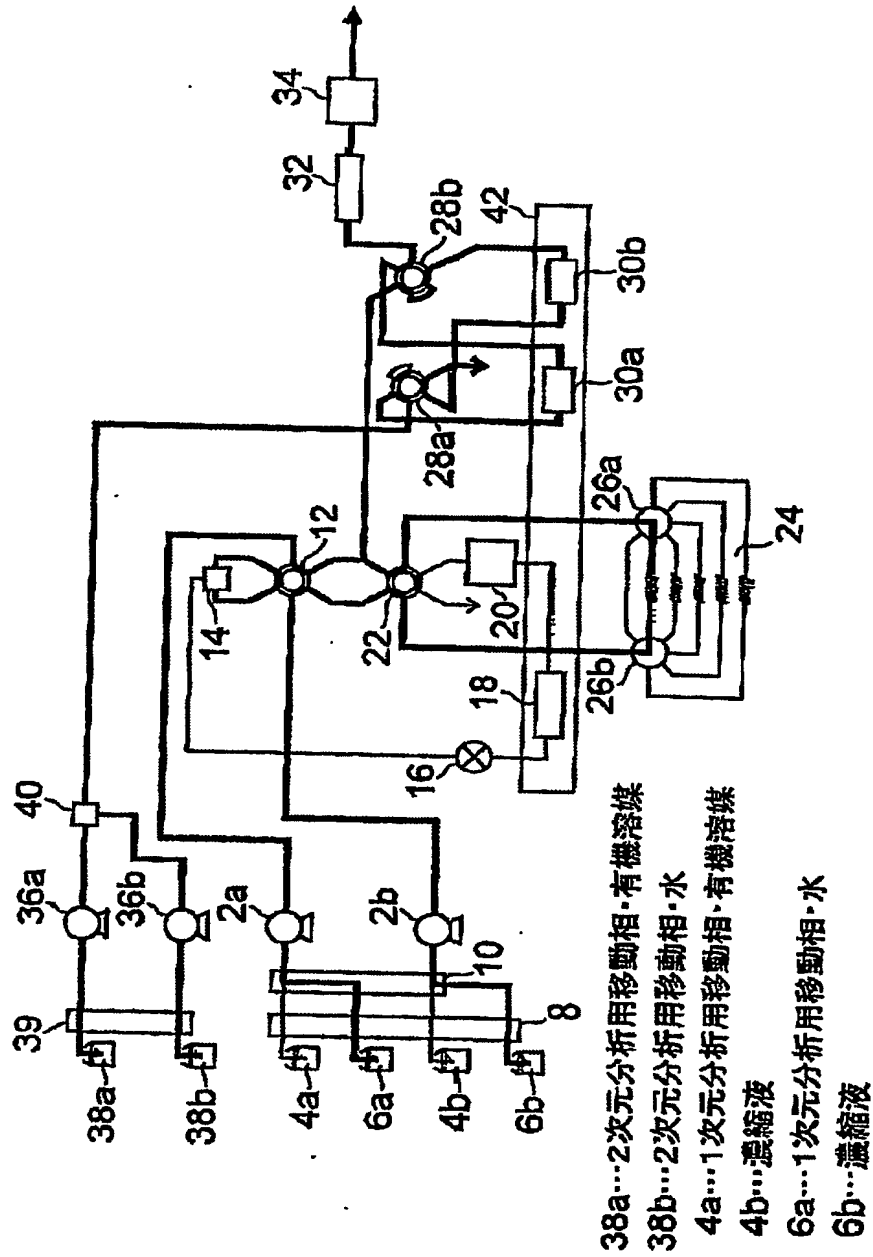 39
36a
40
38a
36b
38b
2a
14
32
34
4a
12
6a
22
2b
16
28a
28b
4b
10
18
20
42
6b
8
26b
26a
30a
30b
24
38a…2次元分析用移動相・有機溶媒
38b…2次元分析用移動相・水
4a…1次元分析用移動相・有機溶媒
4b…濃縮液
6a…1次元分析用移動相・水
6b…濃縮液